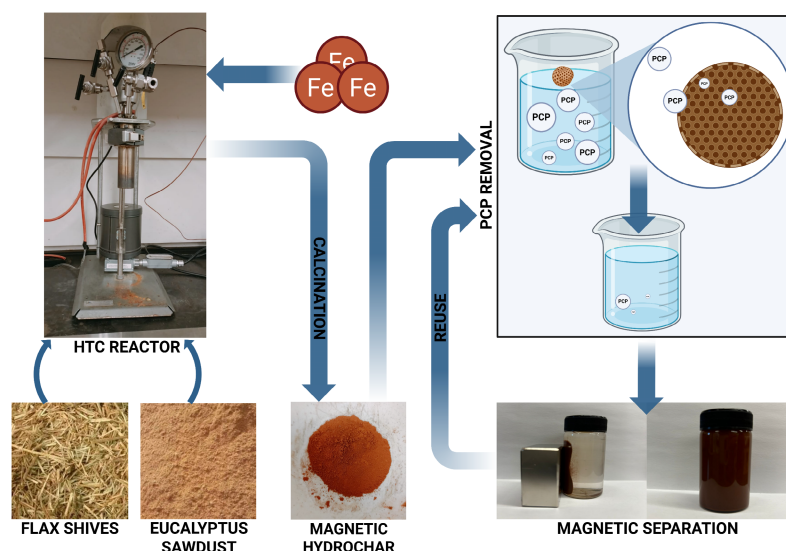 Fe
Fe
Fe
HTC REACTOR
CALCINATION
FLAX SHIVES
EUCALYPTUS
SAWDUST
MAGNETIC
HYDROCHAR
REUSE
PCP REMOVAL
PCP
PCP
PCP
PCP
PCP
PCP
PCP
PCP
PCP
PCP
PCP
MAGNETIC SEPARATION